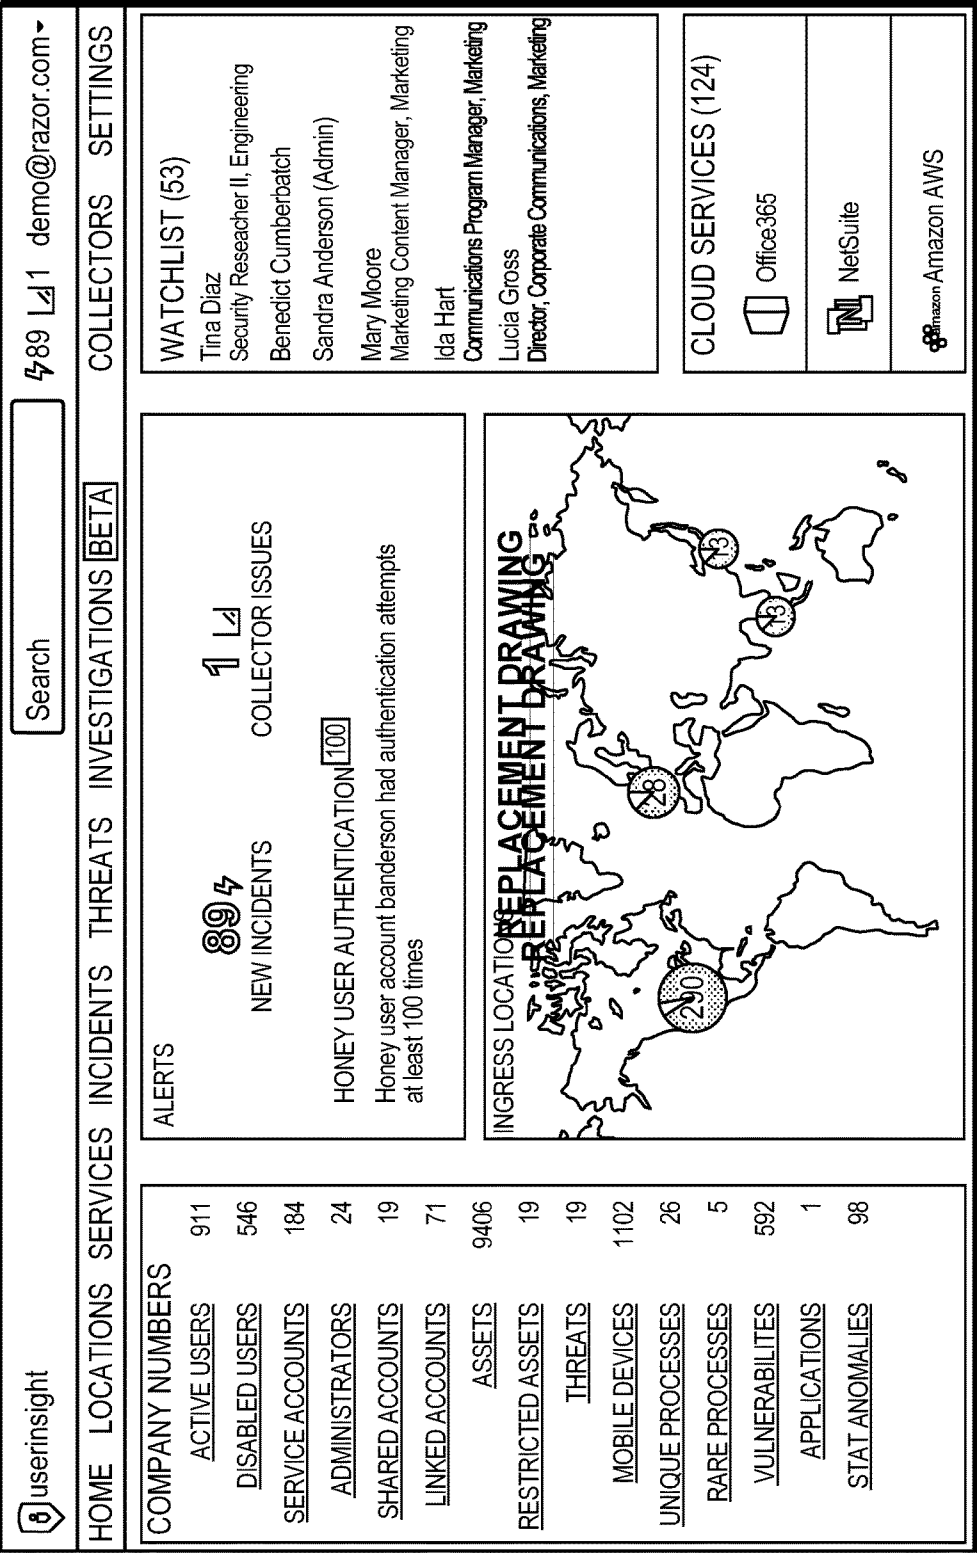 userinsight
Search
89 1 demo@razor.com
HOME LOCATIONS SERVICES INCIDENTS THREATS INVESTIGATIONS BETA COLLECTORS SETTINGS
COMPANY NUMBERS
ACTIVE USERS 911
DISABLED USERS 546
SERVICE ACCOUNTS 184
ADMINISTRATORS 24
SHARED ACCOUNTS 19
LINKED ACCOUNTS 71
ASSETS 9406
RESTRICTED ASSETS 19
THREATS 19
MOBILE DEVICES 1102
UNIQUE PROCESSES 26
RARE PROCESSES 5
VULNERABILITES 592
APPLICATIONS 1
STAT ANOMALIES 98
ALERTS
89 1
NEW INCIDENTS COLLECTOR ISSUES
HONEY USER AUTHENTICATION 100
Honey user account banderson had authentication attempts
at least 100 times
INGRESS LOCATIONS
REPLACEMENT DRAWING
REPLACEMENT DRAWING
290
28
13
13
WATCHLIST (53)
Tina Diaz
Security Reseacher II, Engineering
Benedict Cumberbatch
Sandra Anderson (Admin)
Mary Moore
Marketing Content Manager, Marketing
Ida Hart
Communications Program Manager, Marketing
Lucia Gross
Director, Corporate Communications, Marketing
CLOUD SERVICES (124)
Office365
N NetSuite
amazon Amazon AWS